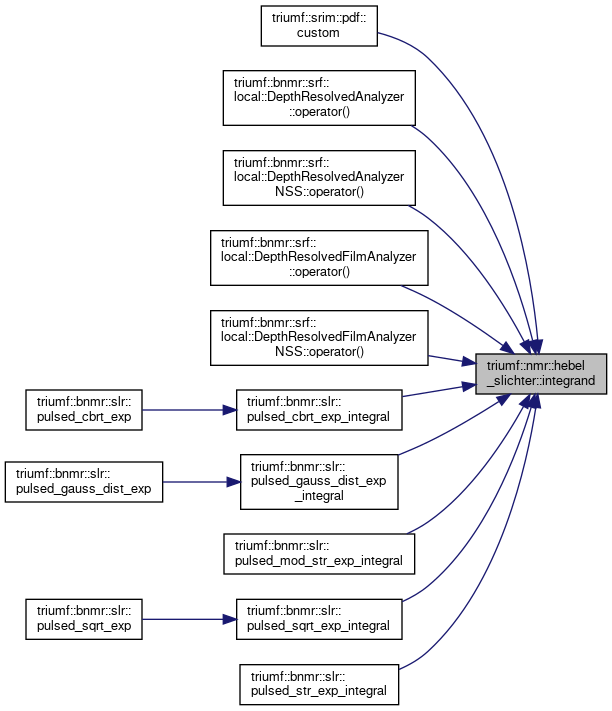 triumf::srim::pdf::
custom
triumf::bnmr::srf::
local::DepthResolvedAnalyzer
::operator()
triumf::bnmr::srf::
local::DepthResolvedAnalyzer
NSS::operator()
triumf::bnmr::srf::
local::DepthResolvedFilmAnalyzer
::operator()
triumf::bnmr::srf::
local::DepthResolvedFilmAnalyzer
NSS::operator()
triumf::nmr::hebel
_slichter::integrand
triumf::bnmr::slr::
pulsed_cbrt_exp
triumf::bnmr::slr::
pulsed_cbrt_exp_integral
triumf::bnmr::slr::
pulsed_gauss_dist_exp
triumf::bnmr::slr::
pulsed_gauss_dist_exp
_integral
triumf::bnmr::slr::
pulsed_mod_str_exp_integral
triumf::bnmr::slr::
pulsed_sqrt_exp
triumf::bnmr::slr::
pulsed_sqrt_exp_integral
triumf::bnmr::slr::
pulsed_str_exp_integral